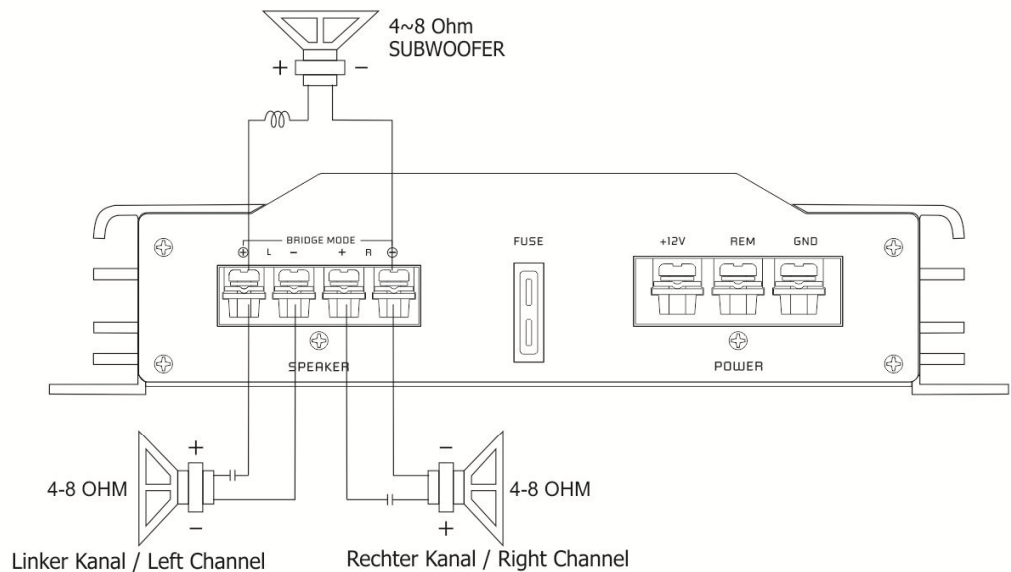 4~8 Ohm
SUBWOOFER
+ −
BRIDGE MODE
⊕ L − + R ⊖
FUSE
+12V REM GND
SPEAKER
POWER
+
−
4-8 OHM
−
+
4-8 OHM
Linker Kanal / Left Channel
Rechter Kanal / Right Channel